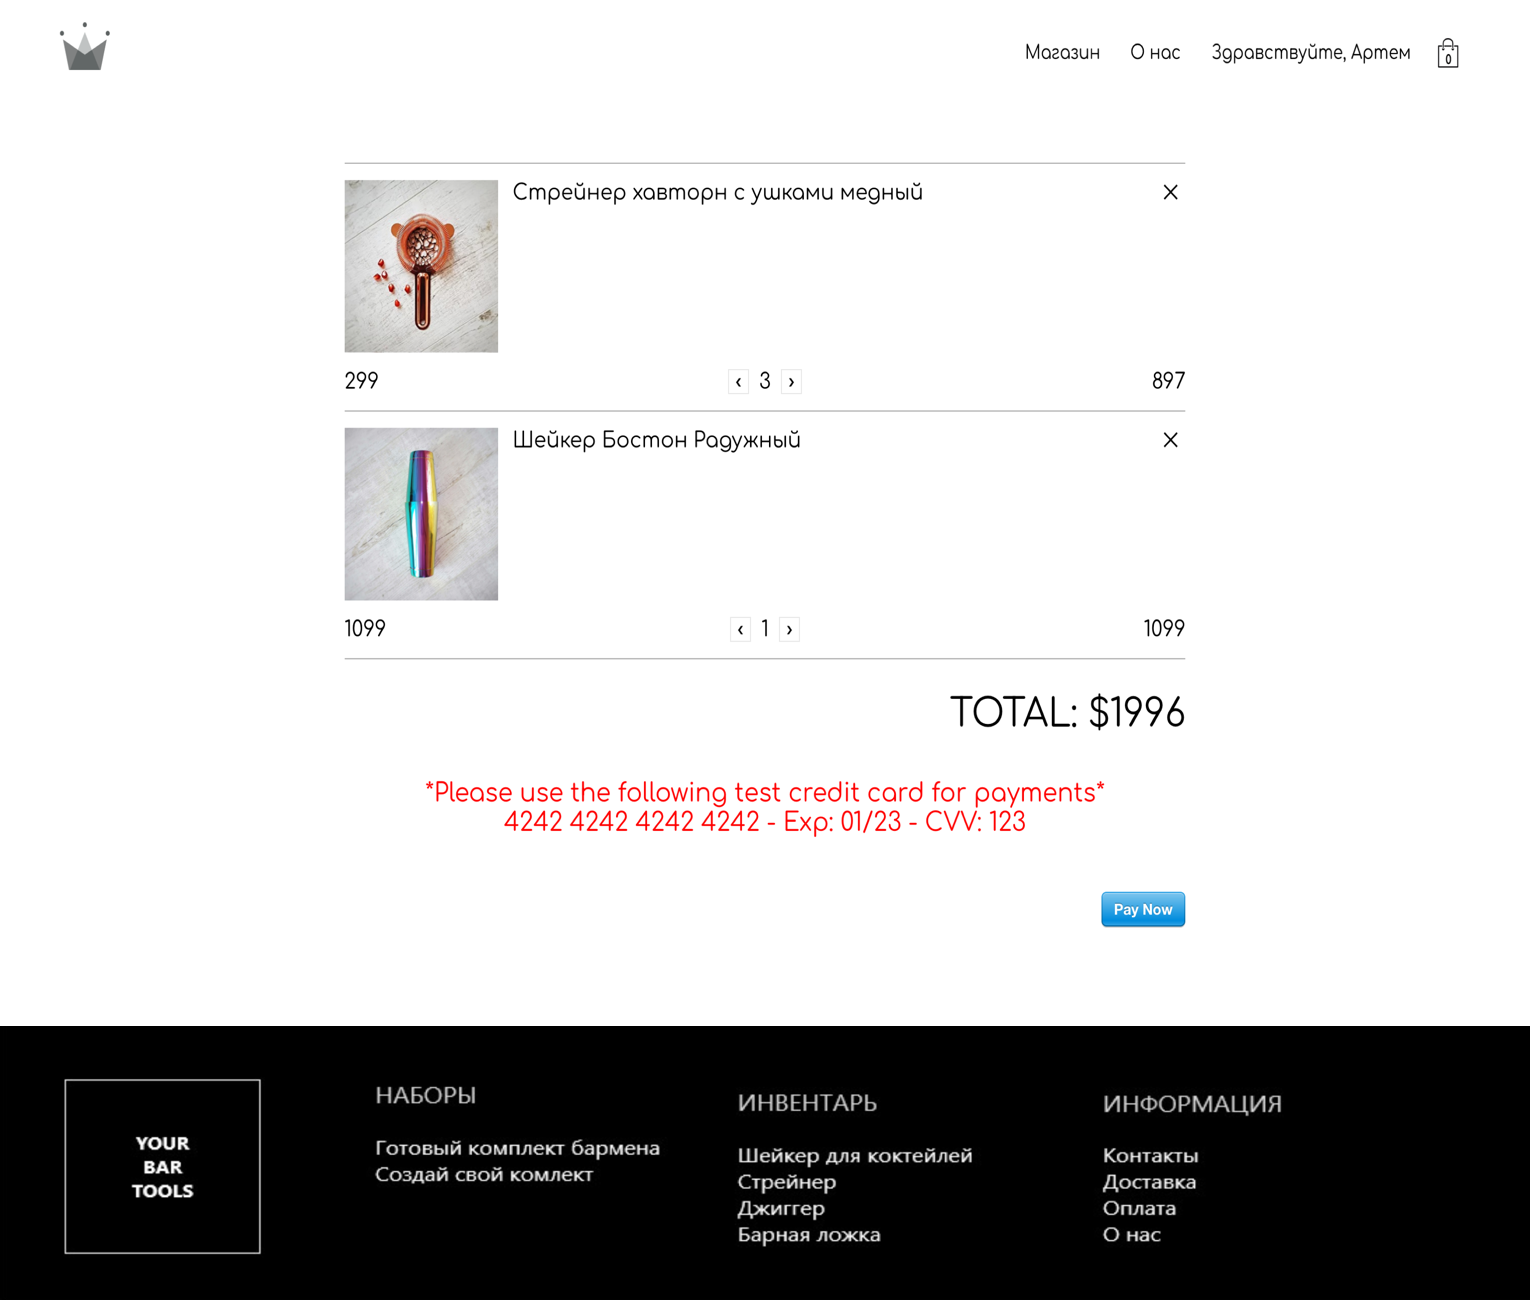 Магазин О нас Здравствуйте, Артем 0
Стрейнер хавторн с ушками медный ×
299 ‹ 3 › 897
Шейкер Бостон Радужный ×
1099 ‹ 1 › 1099
TOTAL: $1996
*Please use the following test credit card for payments*
4242 4242 4242 4242 - Exp: 01/23 - CVV: 123
Pay Now
YOUR
BAR
TOOLS
НАБОРЫ
Готовый комплект бармена
Создай свой комлект
ИНВЕНТАРЬ
Шейкер для коктейлей
Стрейнер
Джиггер
Барная ложка
ИНФОРМАЦИЯ
Контакты
Доставка
Оплата
О нас